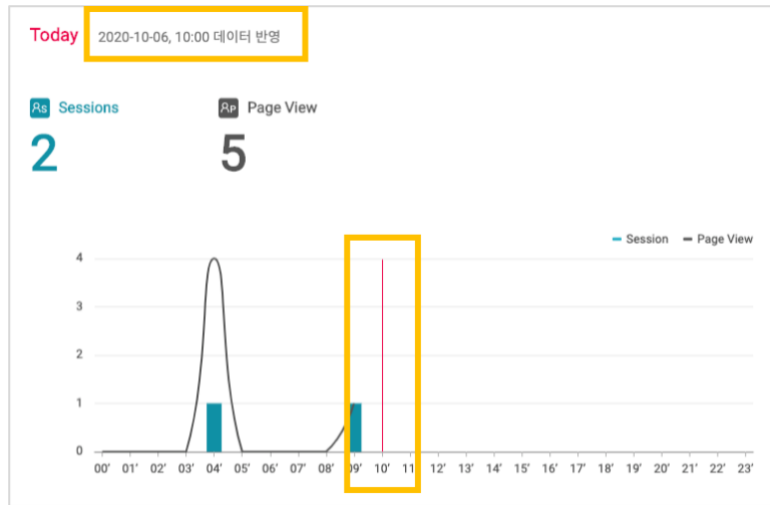 Today 2020-10-06, 10:00 데이터 반영
Sessions Page View
2 5
Session Page View
4
3
2
1
0
00' 01' 02' 03' 04' 05' 06' 07' 08' 09' 10' 11 12' 13' 14' 15' 16' 17' 18' 19' 20' 21' 22' 23'